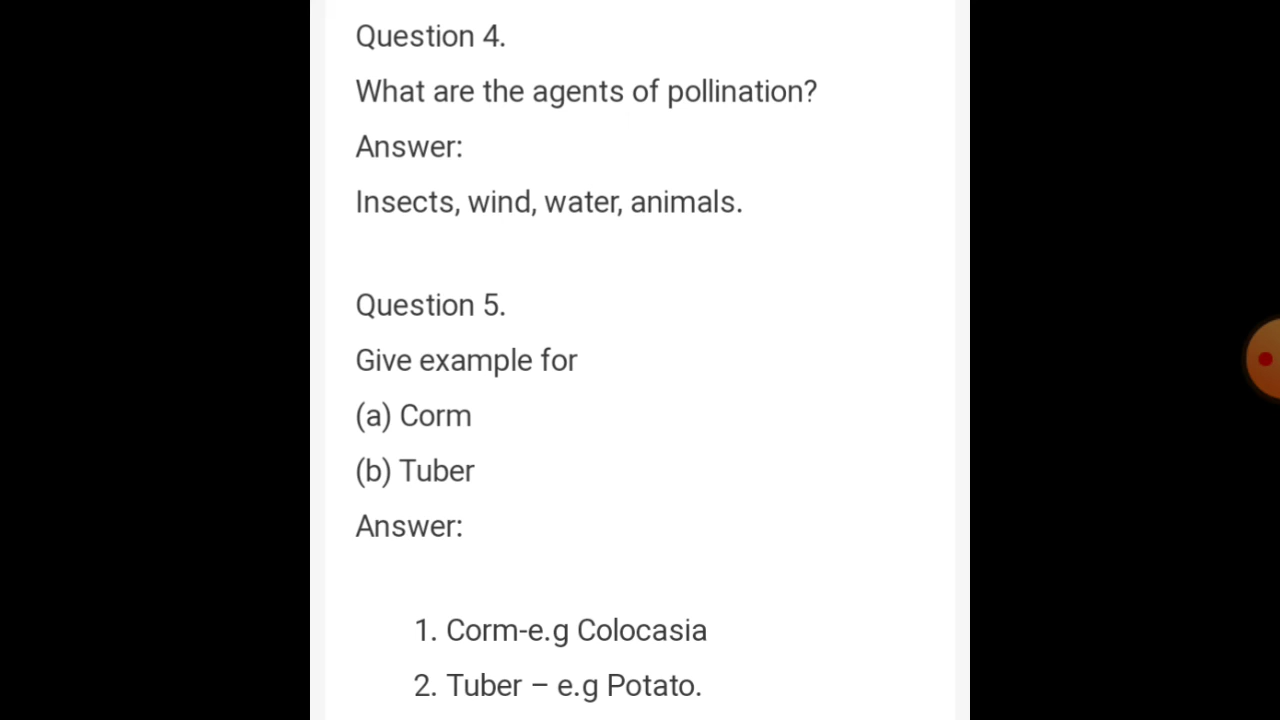 Question 4.
What are the agents of pollination?
Answer:
Insects, wind, water, animals.
Question 5.
Give example for
(a) Corm
(b) Tuber
Answer:
1. Corm-e.g Colocasia
2. Tuber – e.g Potato.